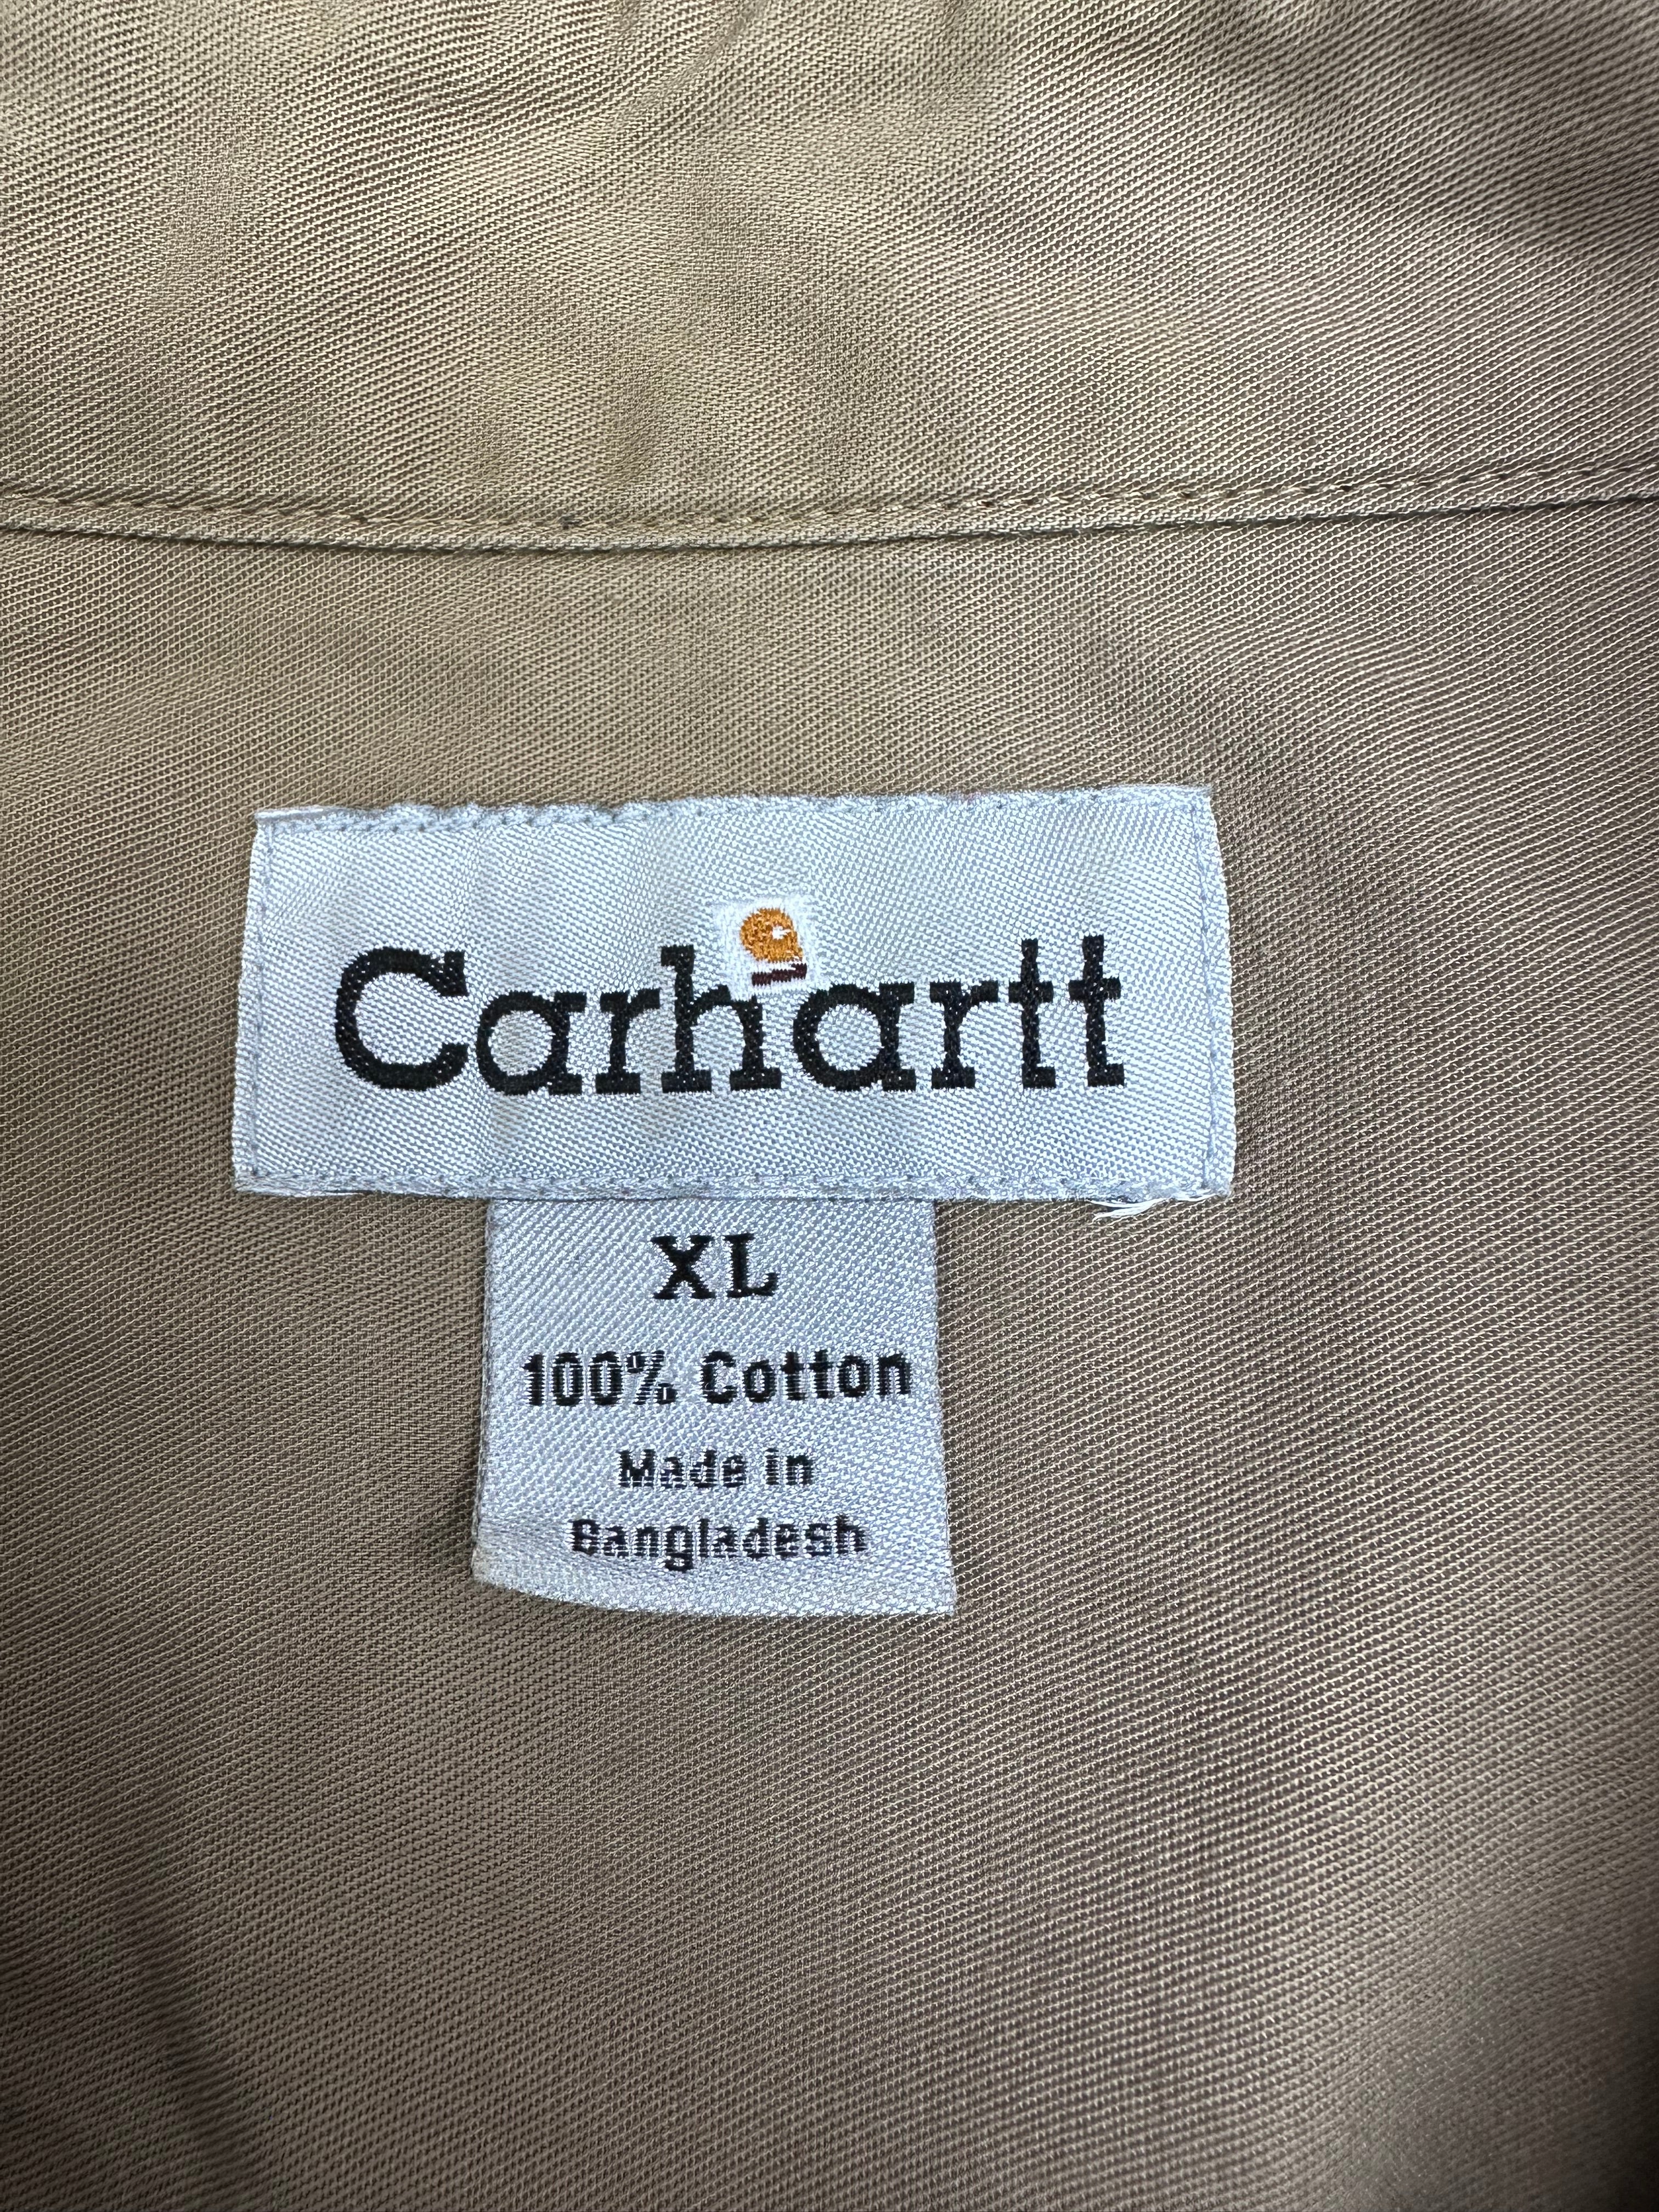 Carhartt
XL
100% Cotton
Made in
Bangladesh